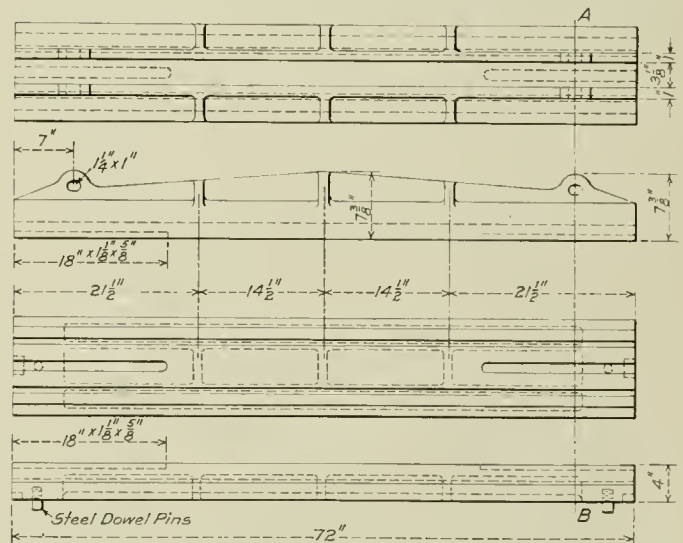 A
7"
1 1/4" x 1"
7 3/8"
7 3/8"
18" x 1 1/8" x 5/8"
21 1/2"
14 1/2"
14 1/2"
21 1/2"
18" x 1 1/8" x 5/8"
4"
B
Steel Dowel Pins
72"